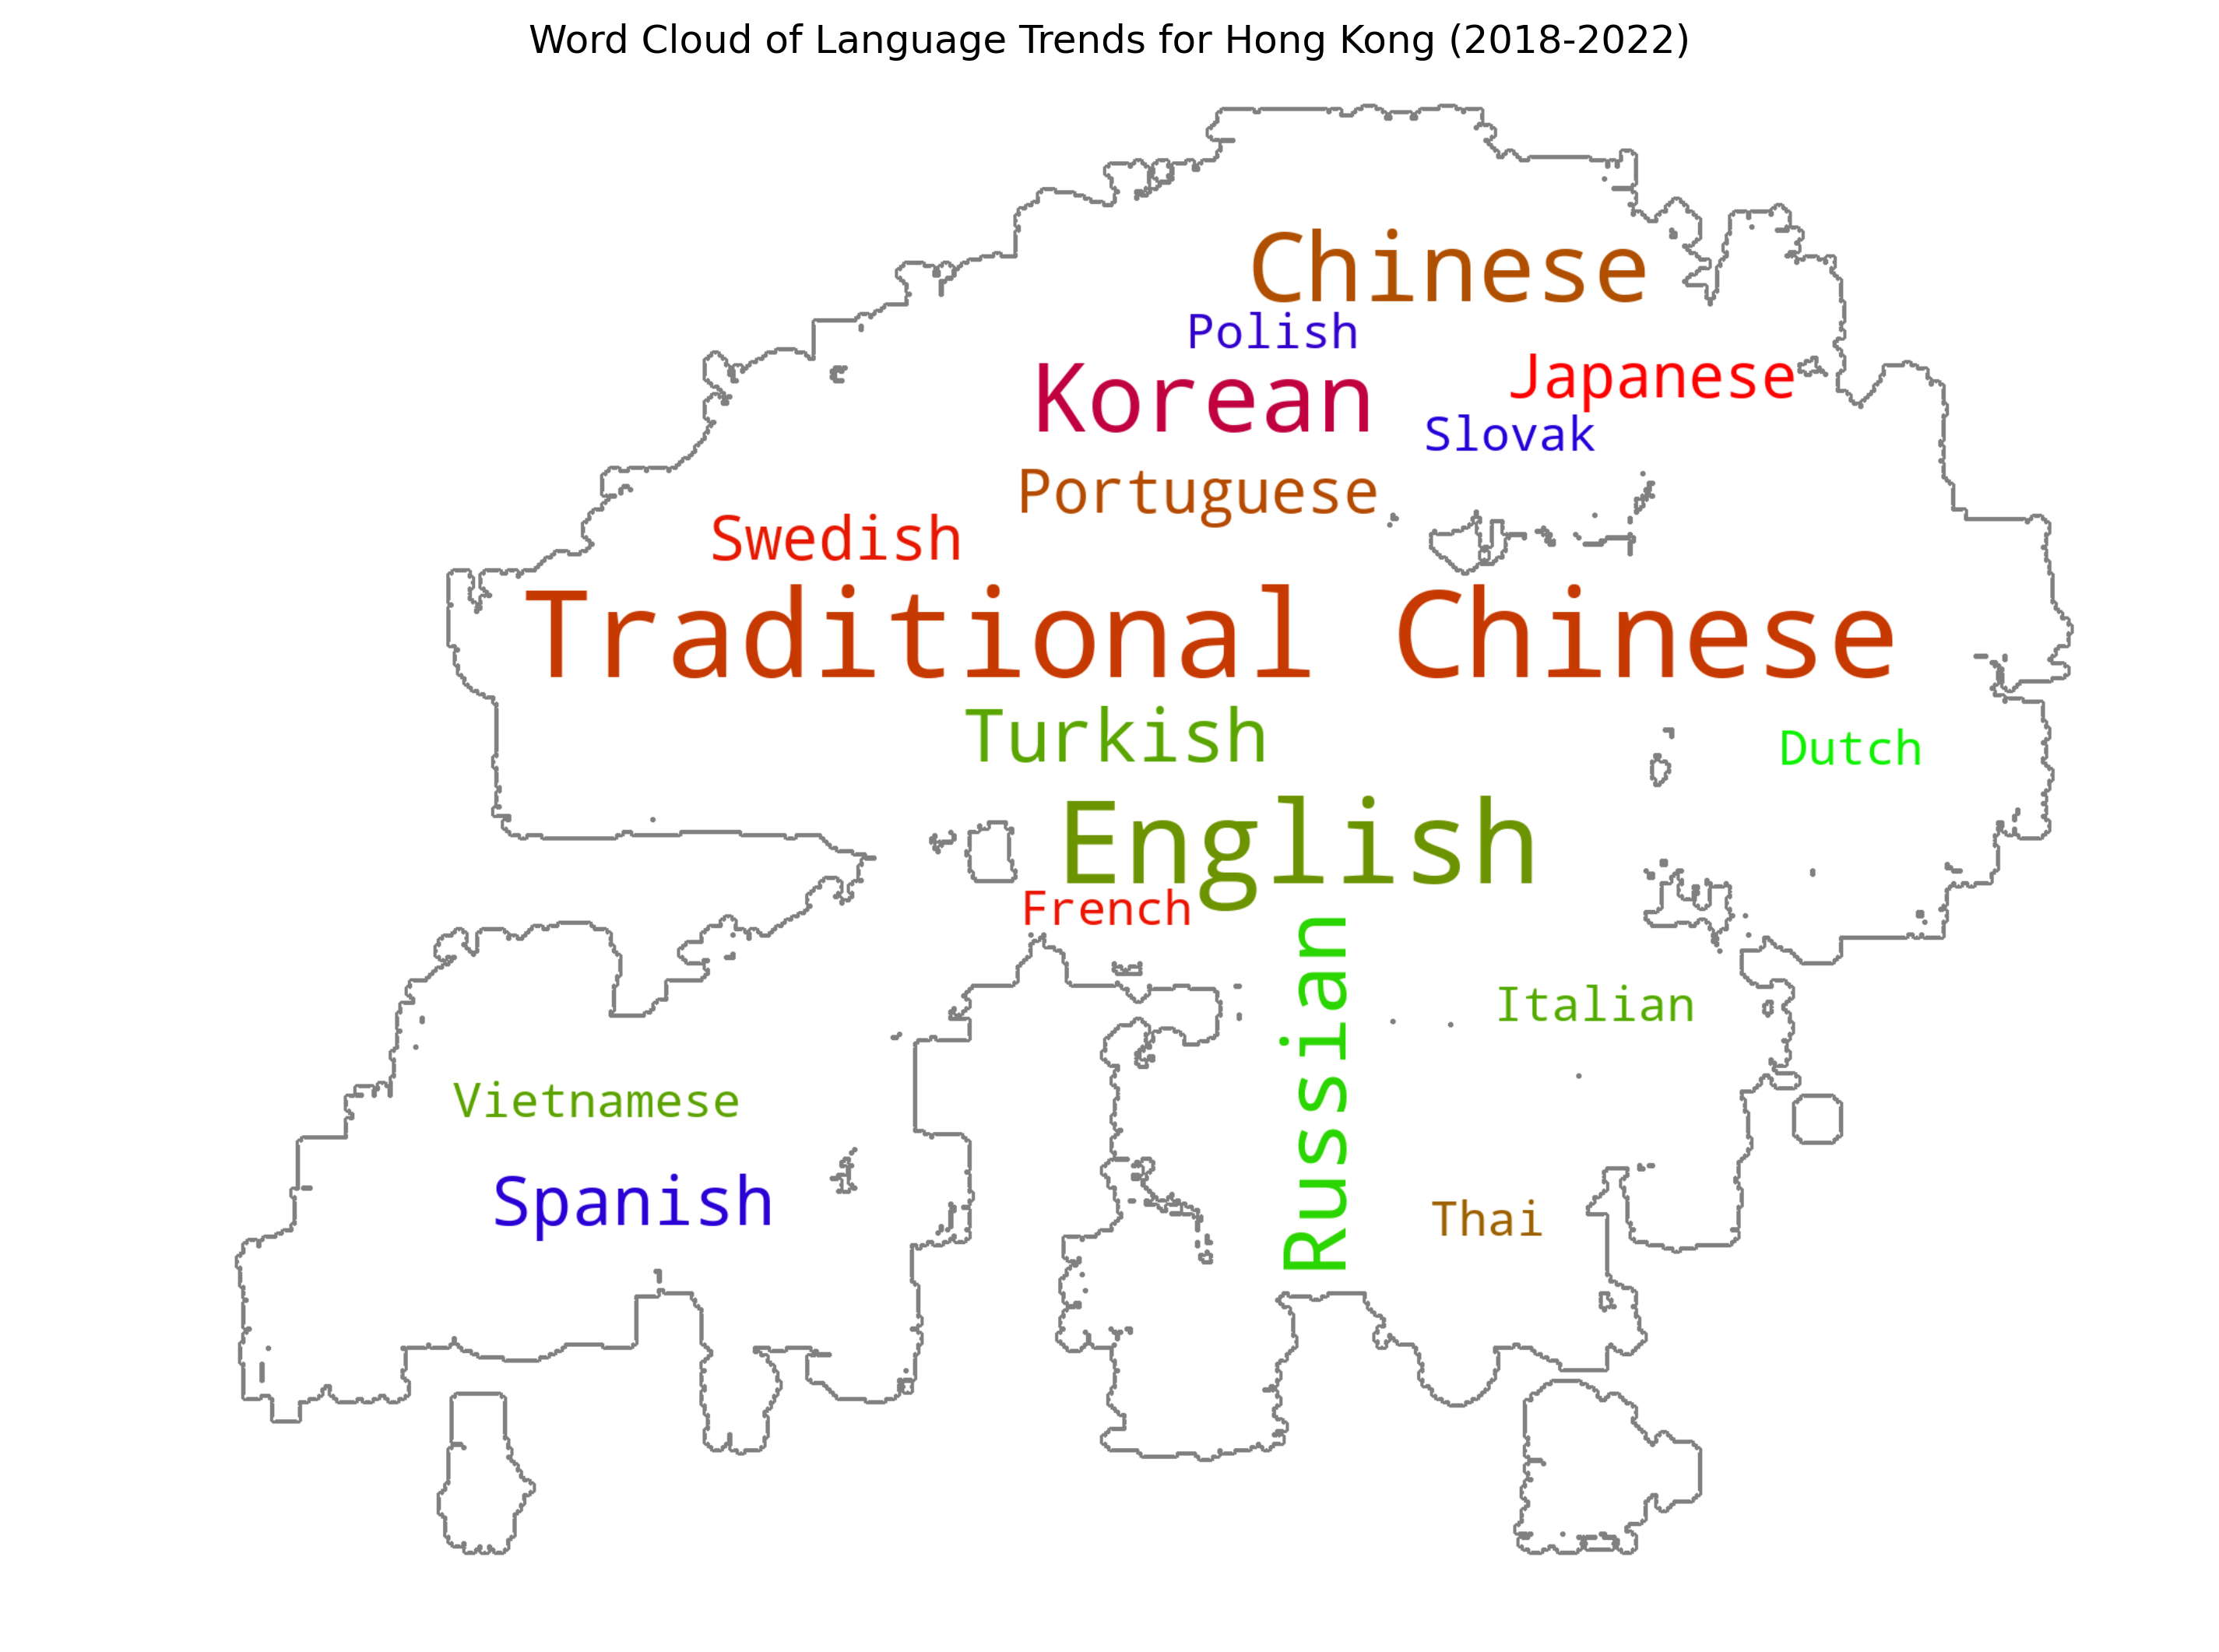 Word Cloud of Language Trends for Hong Kong (2018-2022)
Chinese
Polish
Korean
Japanese
Slovak
Portuguese
Swedish
Traditional Chinese
Turkish
Dutch
English
French
Russian
Italian
Vietnamese
Spanish
Thai